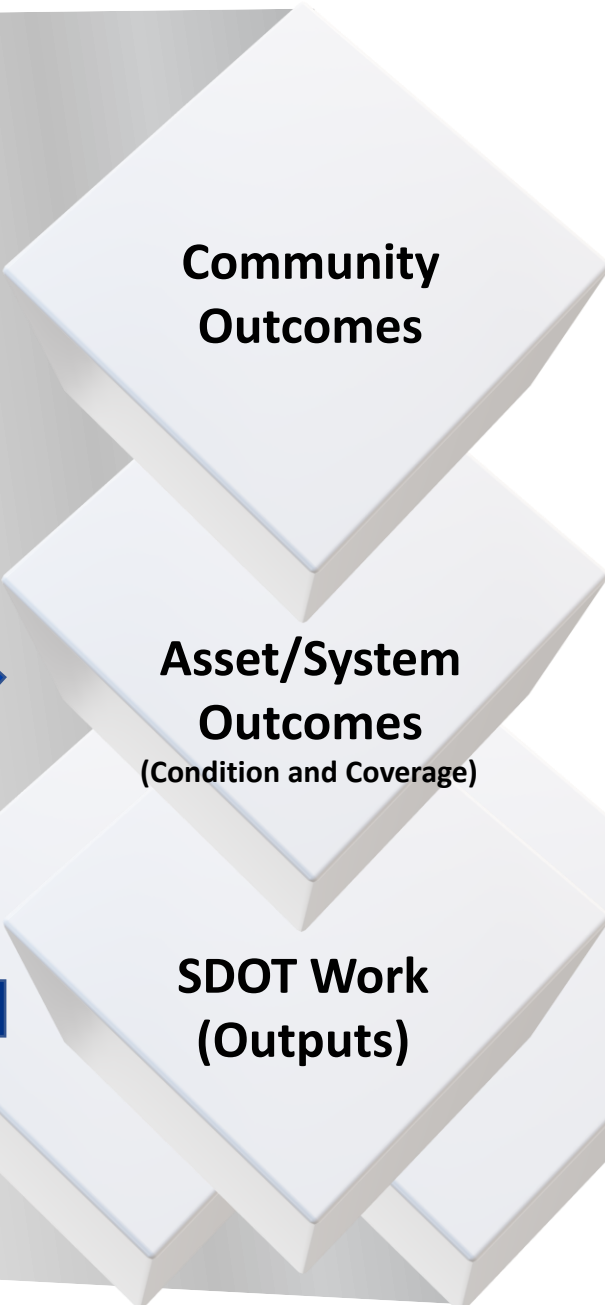 Community
Outcomes
Asset/System
Outcomes
(Condition and Coverage)
SDOT Work
(Outputs)